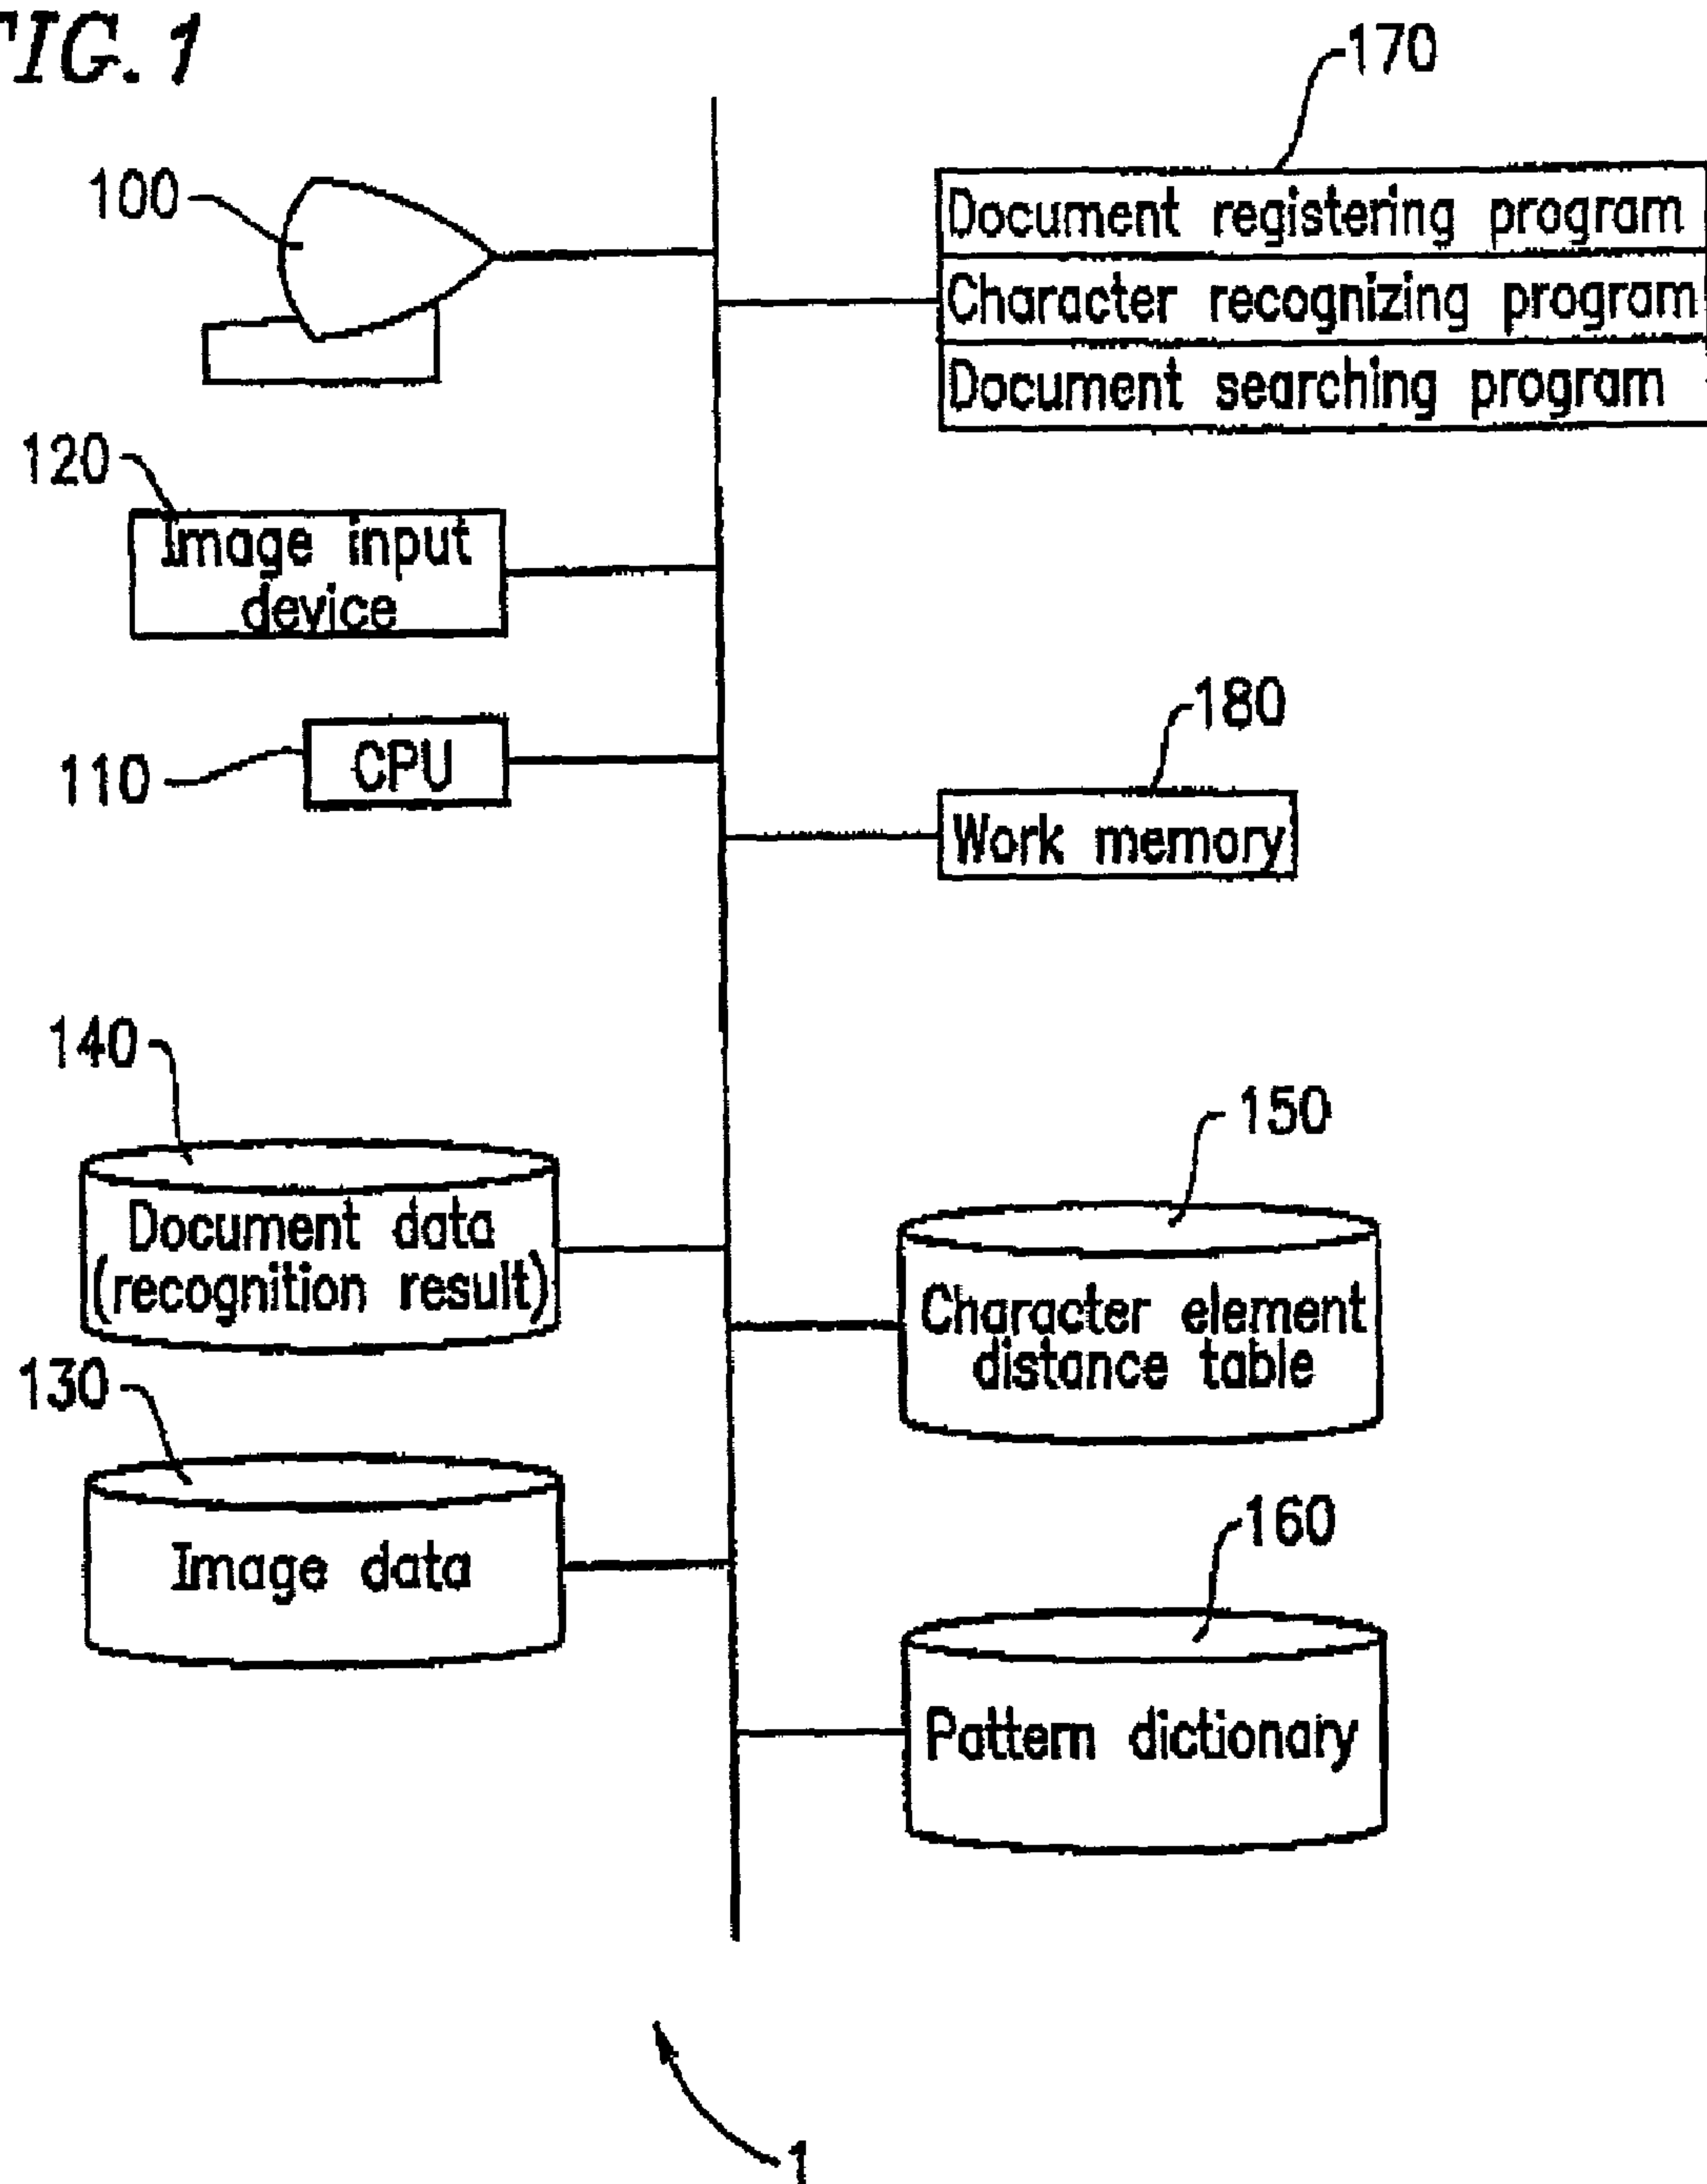 FIG. 1
170
100
Document registering program
Character recognizing program
Document searching program
120
Image input
device
180
110
CPU
Work memory
140
150
Document data
(recognition result)
Character element
distance table
130
160
Image data
Pattern dictionary
1